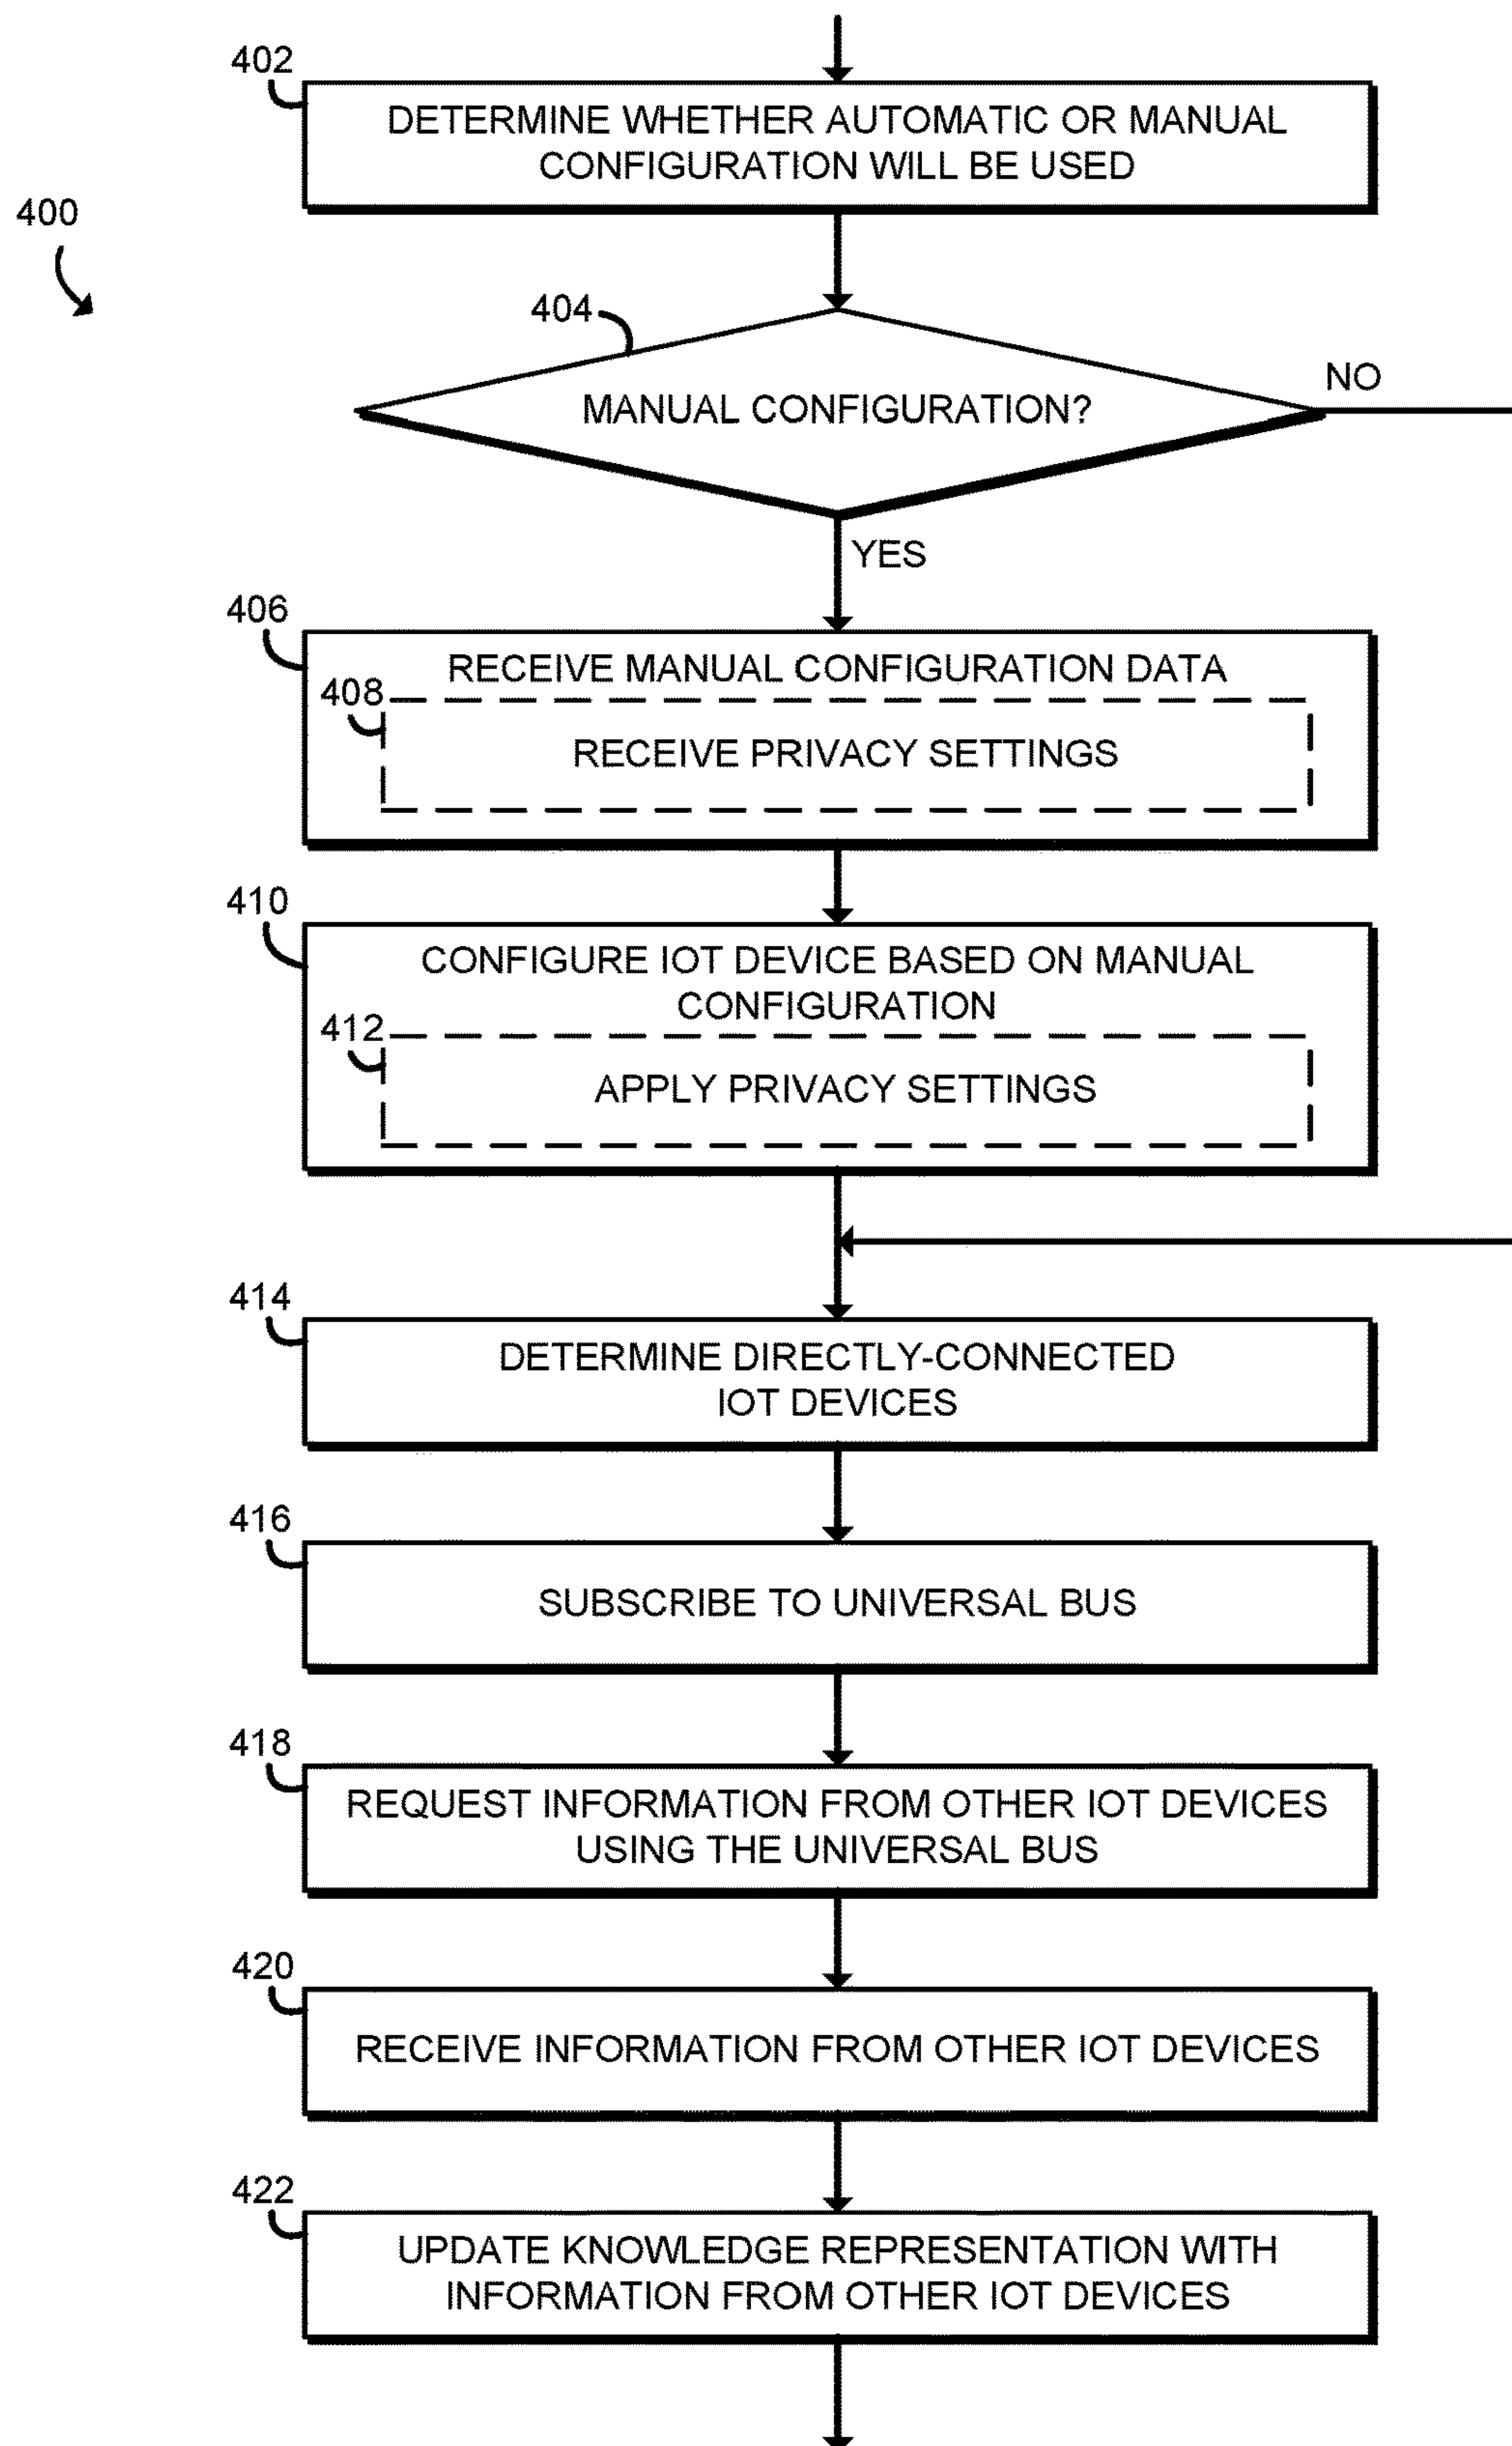 402
DETERMINE WHETHER AUTOMATIC OR MANUAL
CONFIGURATION WILL BE USED
400
404
MANUAL CONFIGURATION?
NO
YES
406
RECEIVE MANUAL CONFIGURATION DATA
408
RECEIVE PRIVACY SETTINGS
410
CONFIGURE IOT DEVICE BASED ON MANUAL
CONFIGURATION
412
APPLY PRIVACY SETTINGS
414
DETERMINE DIRECTLY-CONNECTED
IOT DEVICES
416
SUBSCRIBE TO UNIVERSAL BUS
418
REQUEST INFORMATION FROM OTHER IOT DEVICES
USING THE UNIVERSAL BUS
420
RECEIVE INFORMATION FROM OTHER IOT DEVICES
422
UPDATE KNOWLEDGE REPRESENTATION WITH
INFORMATION FROM OTHER IOT DEVICES